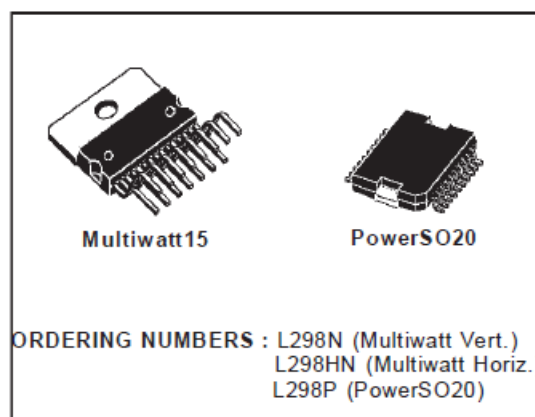 Multiwatt15 PowerSO20
ORDERING NUMBERS : L298N (Multiwatt Vert.)
L298HN (Multiwatt Horiz.
L298P (PowerSO20)